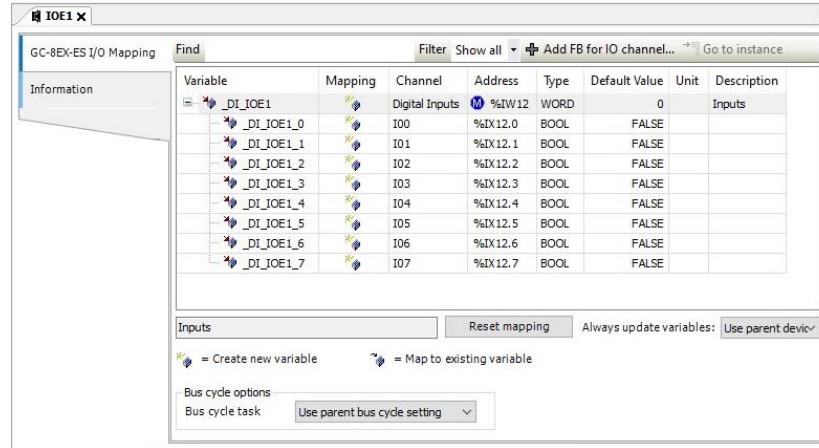 IOE1 X
GC-8EX-ES I/O Mapping
Information
Find Filter Show all Add FB for IO channel... Go to instance
Variable Mapping Channel Address Type Default Value Unit Description
_DI_IOE1 Digital Inputs M %IW12 WORD 0 Inputs
_DI_IOE1_0 I00 %IX12.0 BOOL FALSE
_DI_IOE1_1 I01 %IX12.1 BOOL FALSE
_DI_IOE1_2 I02 %IX12.2 BOOL FALSE
_DI_IOE1_3 I03 %IX12.3 BOOL FALSE
_DI_IOE1_4 I04 %IX12.4 BOOL FALSE
_DI_IOE1_5 I05 %IX12.5 BOOL FALSE
_DI_IOE1_6 I06 %IX12.6 BOOL FALSE
_DI_IOE1_7 I07 %IX12.7 BOOL FALSE
Inputs Reset mapping Always update variables: Use parent devic
= Create new variable = Map to existing variable
Bus cycle options
Bus cycle task Use parent bus cycle setting